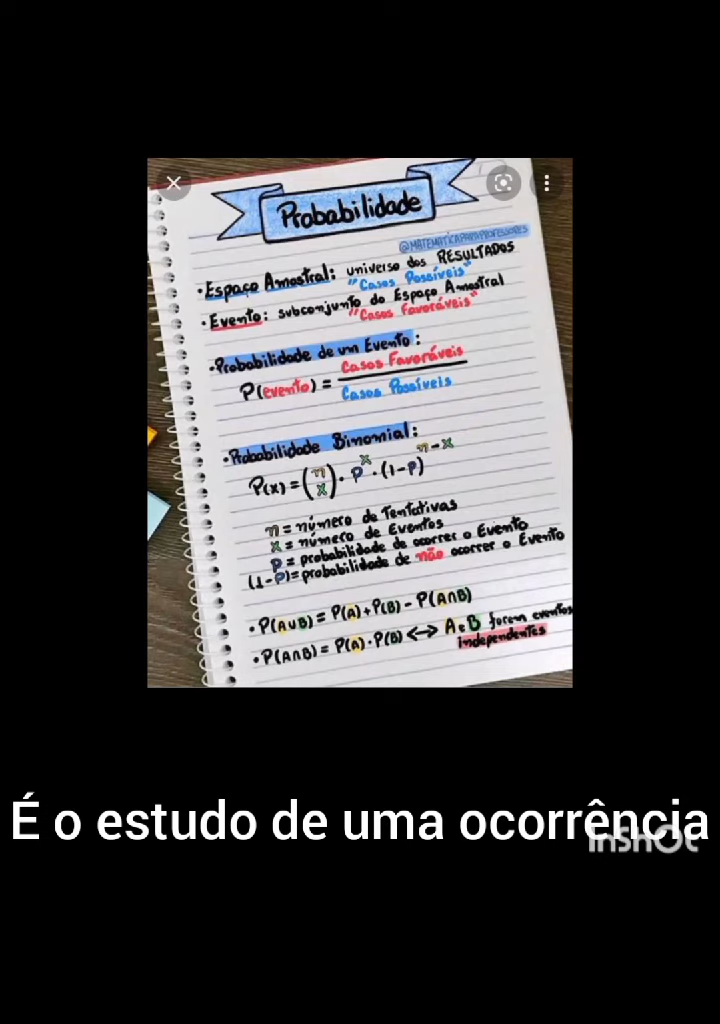 Probabilidade
@MATEMATICAPARAPROFESSORES
• Espaço Amostral: universo dos RESULTADOS
"Casos Possíveis"
• Evento: subconjunto do Espaço Amostral
"Casos Favoráveis"
• Probabilidade de um Evento:
P(evento) = Casos Favoráveis
Casos Possíveis
• Probabilidade Binomial:
P(x) = (n x) · p^x · (1-p)^n-x
n = número de Tentativas
x = número de Eventos
p = probabilidade de ocorrer o Evento
(1-p) = probabilidade de não ocorrer o Evento
• P(A∪B) = P(A) + P(B) - P(A∩B)
• P(A∩B) = P(A) · P(B) <-> A e B forem eventos
independentes
É o estudo de uma ocorrência
InShOt